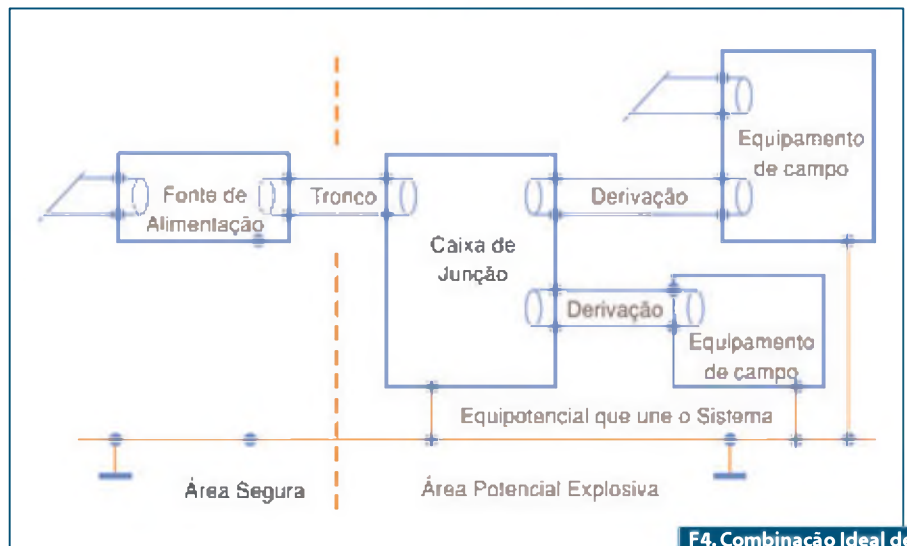 Equipamento
de campo
Fonte de
Alimentação
Tronco
Derivação
Caixa de
Junção
Derivação
Equipamento
de campo
Equipotencial que une o Sistema
Área Segura
Área Potencial Explosiva
F4. Combinação Ideal de